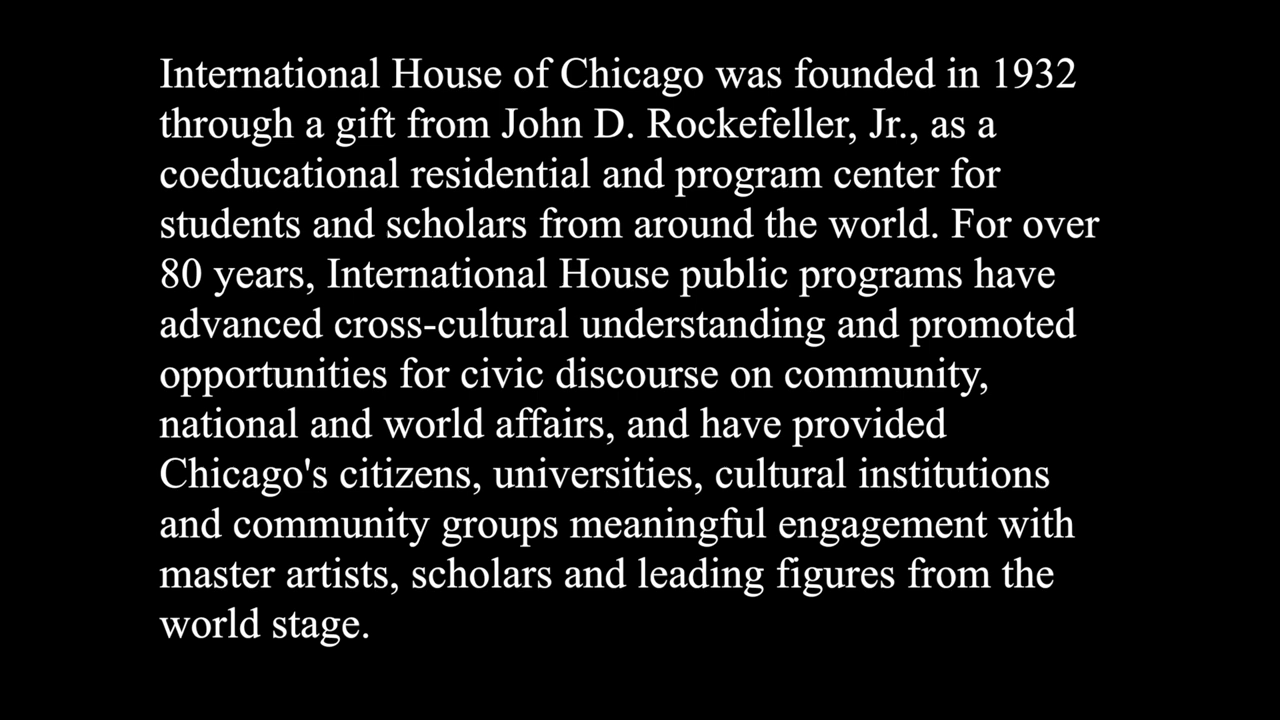 International House of Chicago was founded in 1932
through a gift from John D. Rockefeller, Jr., as a
coeducational residential and program center for
students and scholars from around the world. For over
80 years, International House public programs have
advanced cross-cultural understanding and promoted
opportunities for civic discourse on community,
national and world affairs, and have provided
Chicago's citizens, universities, cultural institutions
and community groups meaningful engagement with
master artists, scholars and leading figures from the
world stage.